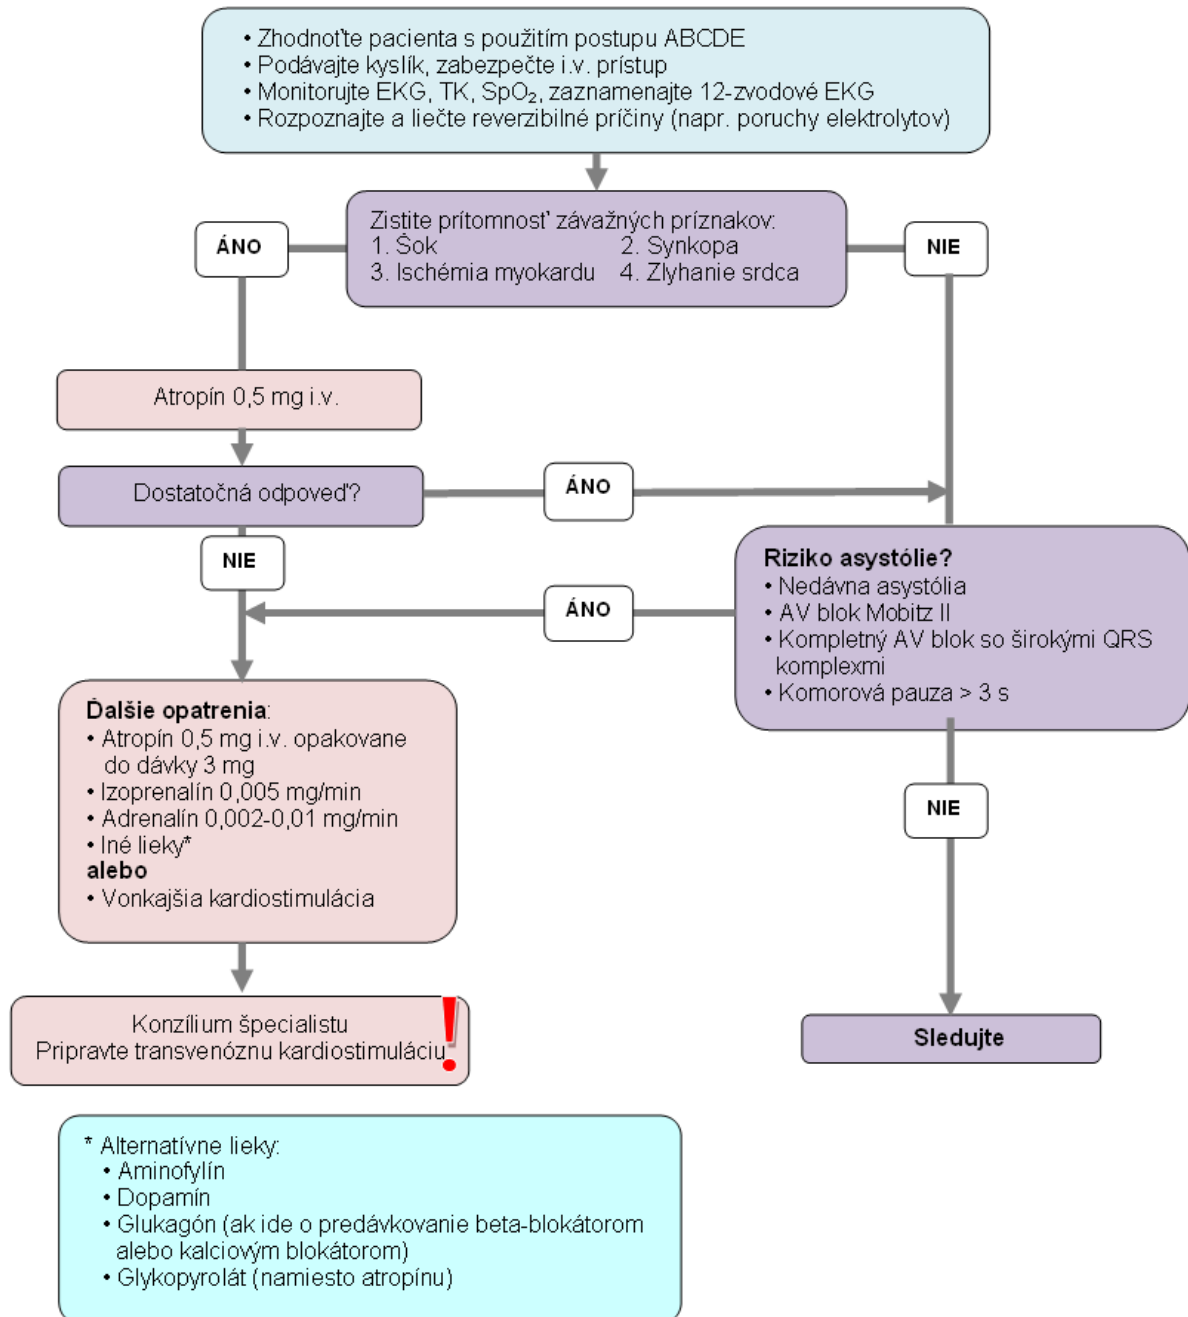 • Zhodnoťte pacienta s použitím postupu ABCDE
• Podávajte kyslík, zabezpečte i.v. prístup
• Monitorujte EKG, TK, SpO₂, zaznamenajte 12-zvodové EKG
• Rozpoznajte a liečte reverzibilné príčiny (napr. poruchy elektrolytov)
Zistite prítomnosť závažných príznakov:
1. Šok 2. Synkopa
3. Ischémia myokardu 4. Zlyhanie srdca
ÁNO
NIE
Atropín 0,5 mg i.v.
Dostatočná odpoveď?
ÁNO
NIE
Riziko asystólie?
• Nedávna asystólia
• AV blok Mobitz II
• Kompletný AV blok so širokými QRS
komplexmi
• Komorová pauza > 3 s
ÁNO
NIE
Ďalšie opatrenia:
• Atropín 0,5 mg i.v. opakovane
do dávky 3 mg
• Izoprenalín 0,005 mg/min
• Adrenalín 0,002-0,01 mg/min
• Iné lieky*
alebo
• Vonkajšia kardiostimulácia
Konzílium špecialistu
Pripravte transvenóznu kardiostimuláciu
!
Sledujte
* Alternatívne lieky:
• Aminofylín
• Dopamín
• Glukagón (ak ide o predávkovanie beta-blokátorom
alebo kalciovým blokátorom)
• Glykopyrolát (namiesto atropínu)